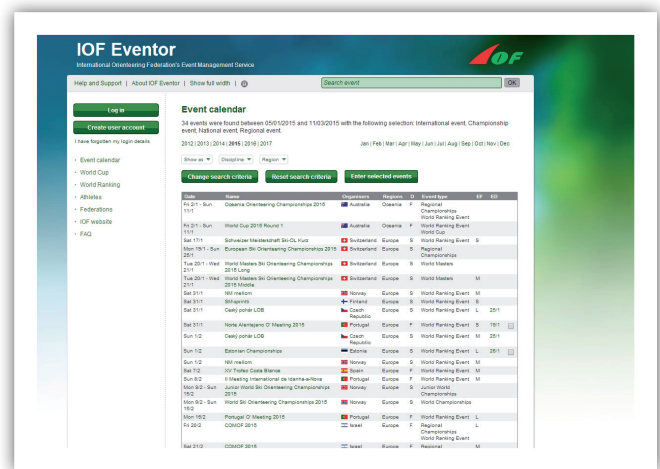 IOF Eventor
International Orienteering Federation's Event Management Service
IOF
Help and Support | About IOF Eventor | Show full width |
Search event
OK
Log in
Create user account
I have forgotten my login details
Event calendar
World Cup
World Ranking
Athletes
Federations
IOF website
FAQ
Event calendar
34 events were found between 05/01/2015 and 11/03/2015 with the following selection: International event, Championship
event, National event, Regional event.
2012 | 2013 | 2014 | 2015 | 2016 | 2017
Jan | Feb | Mar | Apr | May | Jun | Jul | Aug | Sep | Oct | Nov | Dec
Show as Discipline Region
Change search criteria Reset search criteria Enter selected events
Date Name Organisers Regions D Event type EF ED
Fri 2/1 - Sun Oceania Orienteering Championships 2015 Australia Oceania F Regional
11/1 Championships
World Ranking Event
Fri 2/1 - Sun World Cup 2015 Round 1 Australia Oceania F World Ranking Event
11/1 World Cup
Sat 17/1 Schweizer Meisterschaft Ski-OL Kurz Switzerland Europe S World Ranking Event S
Mon 19/1 - Sun European Ski Orienteering Championships 2015 Switzerland Europe S Regional
25/1 Championships
Tue 20/1 - Wed World Masters Ski Orienteering Championships Switzerland Europe S World Masters
21/1 2015 Long
Tue 20/1 - Wed World Masters Ski Orienteering Championships Switzerland Europe S World Masters M
21/1 2015 Middle
Sat 31/1 NM mellom Norway Europe S World Ranking Event M
Sat 31/1 SMsprintti Finland Europe S World Ranking Event S
Sat 31/1 Český pohár LOB Czech Europe S World Ranking Event L 25/1
Republic
Sat 31/1 Norte Alentejano O' Meeting 2015 Portugal Europe F World Ranking Event S 19/1
Sun 1/2 Český pohár LOB Czech Europe S World Ranking Event M 25/1
Republic
Sun 1/2 Estonian Championships Estonia Europe S World Ranking Event L 26/1
Sun 1/2 NM mellom Norway Europe S World Ranking Event M
Sat 7/2 XV Trofeo Costa Blanca Spain Europe F World Ranking Event M
Sun 8/2 II Meeting Internacional de Idanha-a-Nova Portugal Europe F World Ranking Event M
Mon 9/2 - Sun Junior World Ski Orienteering Championships Norway Europe S Junior World
15/2 2015 Championships
Mon 9/2 - Sun World Ski Orienteering Championships 2015 Norway Europe S World Championships
15/2
Mon 16/2 Portugal O' Meeting 2015 Portugal Europe F World Ranking Event L
Fri 20/2 COMOF 2015 Israel Europe F Regional L
Championships
World Ranking Event
Sat 21/2 COMOF 2015 Israel Europe F Regional M